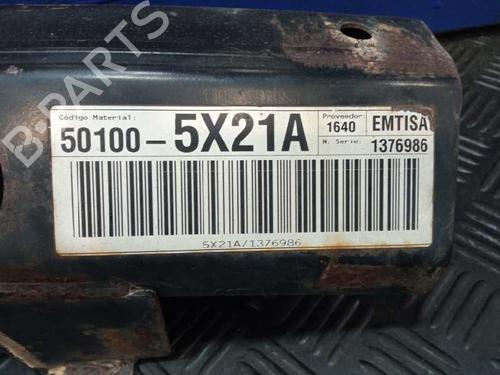 B-PARTS
Código Material:
50100-5X21A
Proveedor:
1640
EMTISA
N. Serie:
1376986
5X21A/1376986